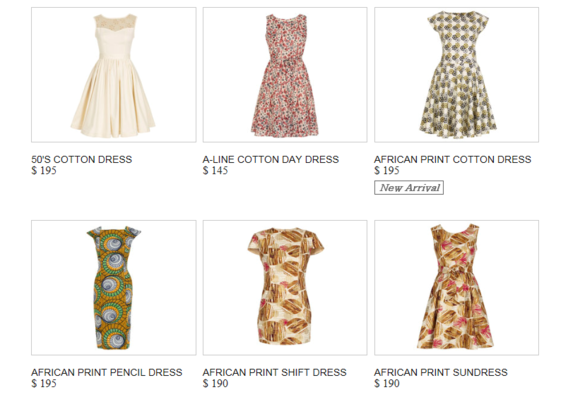 50'S COTTON DRESS
$ 195
A-LINE COTTON DAY DRESS
$ 145
AFRICAN PRINT COTTON DRESS
$ 195
New Arrival
AFRICAN PRINT PENCIL DRESS
$ 195
AFRICAN PRINT SHIFT DRESS
$ 190
AFRICAN PRINT SUNDRESS
$ 190